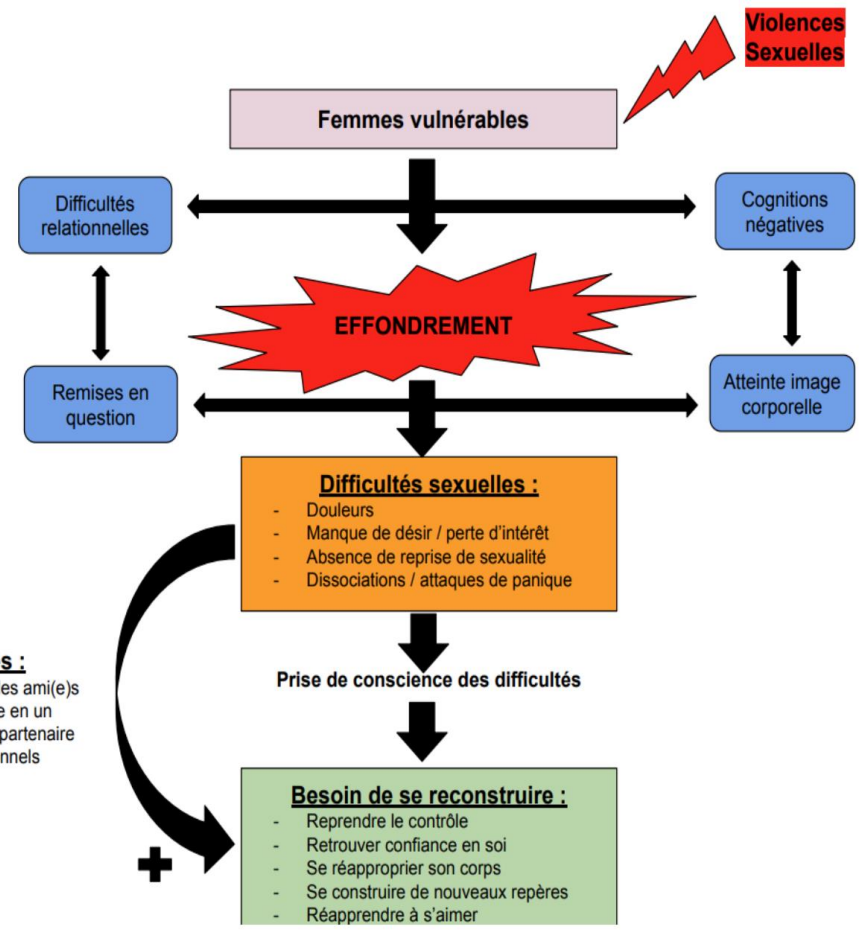 Violences
Sexuelles
Femmes vulnérables
Difficultés
relationnelles
Cognitions
négatives
EFFONDREMENT
Remises en
question
Atteinte image
corporelle
Difficultés sexuelles :
- Douleurs
- Manque de désir / perte d'intérêt
- Absence de reprise de sexualité
- Dissociations / attaques de panique
:
ami(e)s
en un
partenaire
Prise de conscience des difficultés
Besoin de se reconstruire :
- Reprendre le contrôle
- Retrouver confiance en soi
- Se réapproprier son corps
- Se construire de nouveaux repères
- Réapprendre à s'aimer
+